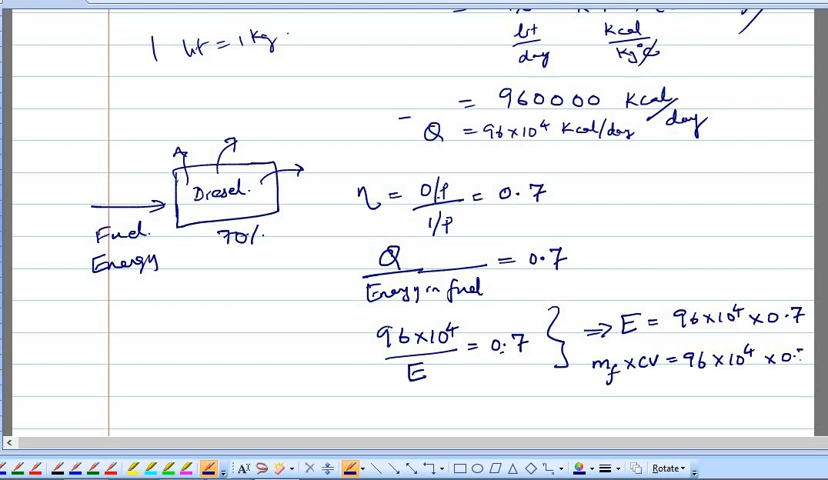 1 lit = 1 Kg.
lit/day Kcal/Kg°C
= 960000 Kcal/day
Q = 96×10⁴ Kcal/day
Diesel.
70%
Fuel.
Energy
η = O/P / I/P = 0.7
Q / Energy in fuel = 0.7
96×10⁴ / E = 0.7
⇒ E = 96×10⁴ × 0.7
m_f × CV = 96×10⁴ × 0.
Rotate